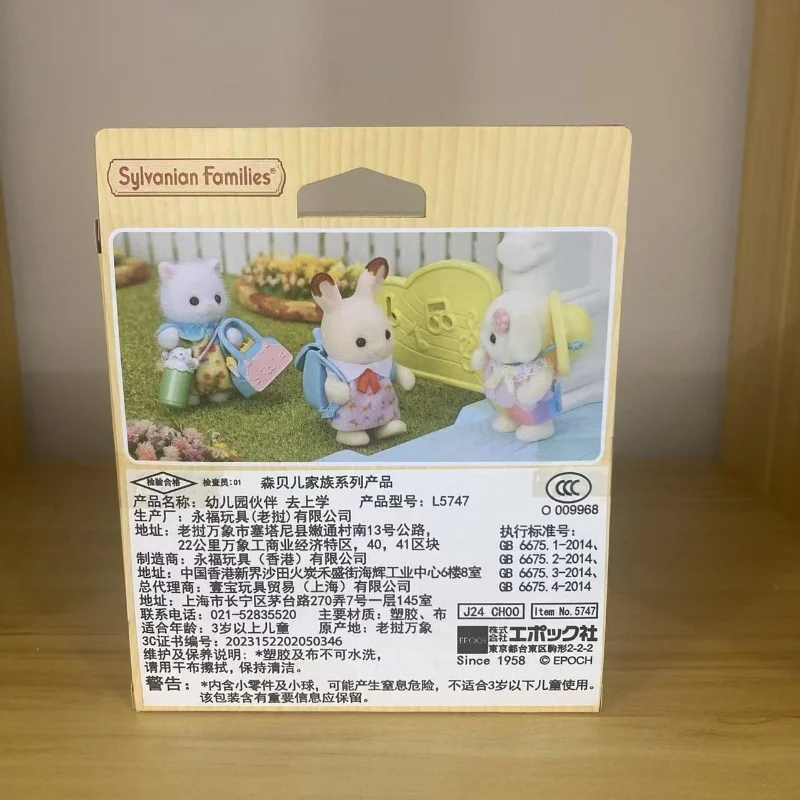 Sylvanian Families®
检验合格 检查员:01 森贝儿家族系列产品
产品名称: 幼儿园伙伴 去上学 产品型号: L5747
CCC
O 009968
生产厂: 永福玩具(老挝)有限公司
地址: 老挝万象市塞塔尼县嫩通村南13号公路,
22公里万象工商业经济特区, 40, 41区块
制造商: 永福玩具 (香港) 有限公司
地址: 中国香港新界沙田火炭禾盛街海辉工业中心6楼8室
总代理商: 壹宝玩具贸易 (上海) 有限公司
地址: 上海市长宁区茅台路270弄7号一层145室
联系电话: 021-52835520 主要材质: 塑胶、布
适合年龄: 3岁以上儿童 原产地: 老挝万象
3C证书编号: 2023152202050346
维护及保养说明: *塑胶及布不可水洗,
请用干布擦拭, 保持清洁。
执行标准号:
GB 6675.1-2014、
GB 6675.2-2014、
GB 6675.3-2014、
GB 6675.4-2014
J24 CH00 Item No.5747
EPOCH 株式会社 エポック社
東京都台東区駒形2-2-2
Since 1958 © EPOCH
警告: *内含小零件及小球, 可能产生窒息危险, 不适合3岁以下儿童使用。
该包装含有重要信息应保留。